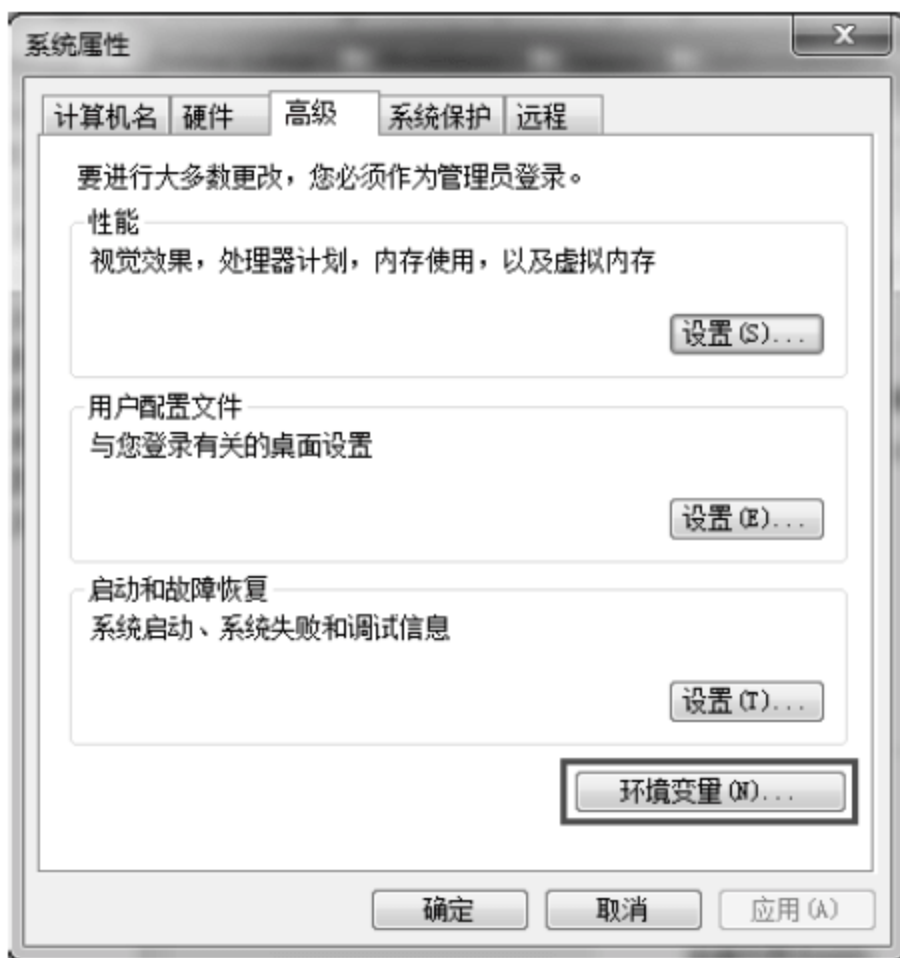 系统属性
计算机名 硬件 高级 系统保护 远程
要进行大多数更改，您必须作为管理员登录。
性能
视觉效果，处理器计划，内存使用，以及虚拟内存
设置(S)...
用户配置文件
与您登录有关的桌面设置
设置(E)...
启动和故障恢复
系统启动、系统失败和调试信息
设置(T)...
环境变量(N)...
确定 取消 应用(A)